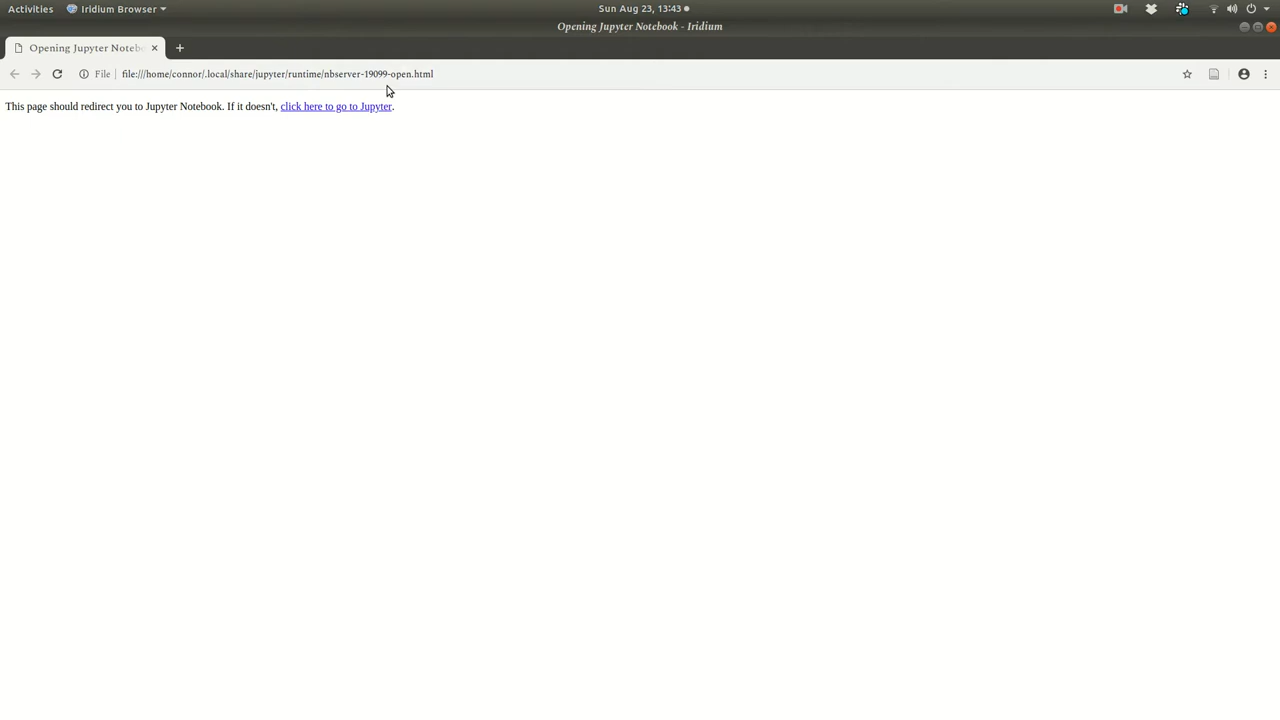 Activities Iridium Browser Sun Aug 23, 13:43
Opening Jupyter Notebook - Iridium
Opening Jupyter Noteb
File file:///home/connor/.local/share/jupyter/runtime/nbserver-19099-open.html
This page should redirect you to Jupyter Notebook. If it doesn't, click here to go to Jupyter.